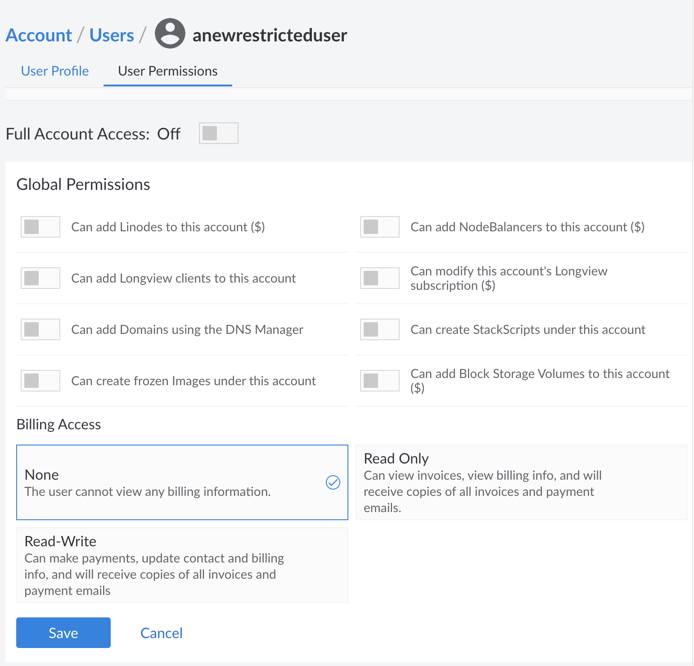 Account / Users / anewrestricteduser
User Profile
User Permissions
Full Account Access: Off
Global Permissions
Can add Linodes to this account ($)
Can add NodeBalancers to this account ($)
Can add Longview clients to this account
Can modify this account's Longview
subscription ($)
Can add Domains using the DNS Manager
Can create StackScripts under this account
Can create frozen Images under this account
Can add Block Storage Volumes to this account
($)
Billing Access
None
The user cannot view any billing information.
Read Only
Can view invoices, view billing info, and will
receive copies of all invoices and payment
emails.
Read-Write
Can make payments, update contact and billing
info, and will receive copies of all invoices and
payment emails
Save
Cancel